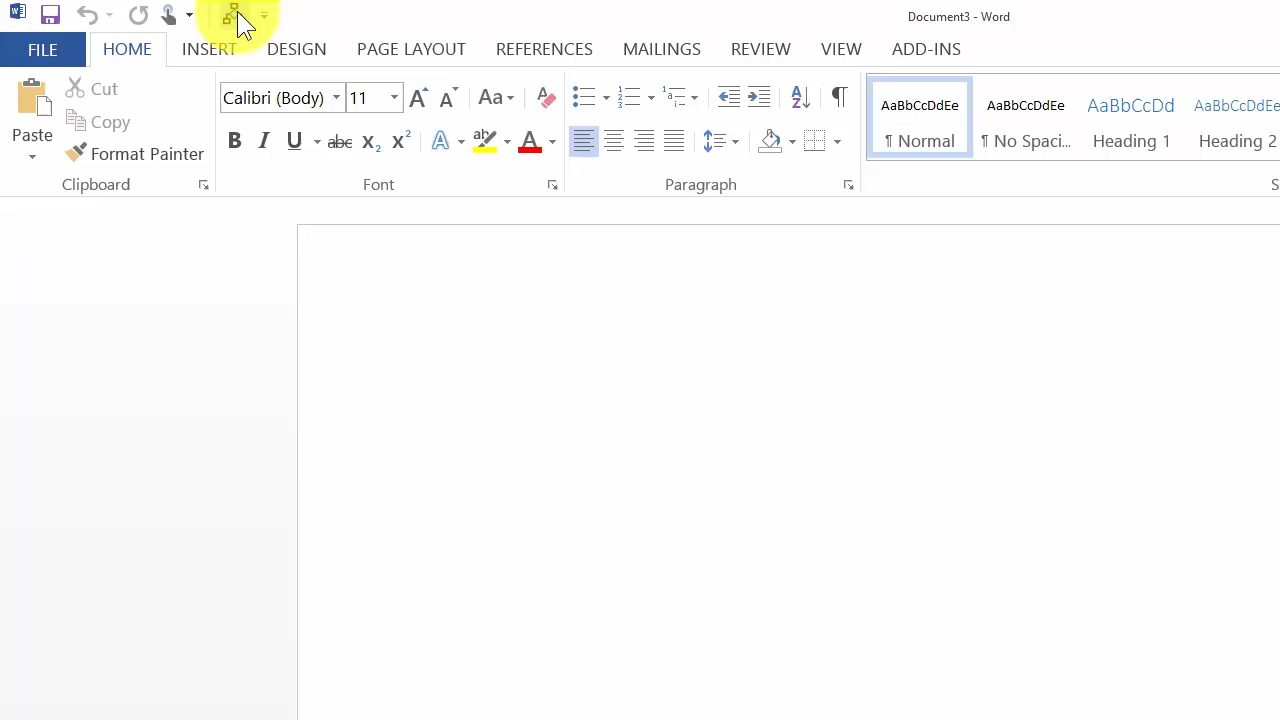 Document3 - Word
FILE HOME INSERT DESIGN PAGE LAYOUT REFERENCES MAILINGS REVIEW VIEW ADD-INS
Paste
Cut
Copy
Format Painter
Clipboard
Calibri (Body) 11 A A Aa A
B I U abc X₂ X² A ab A
Font
A Z ¶
Paragraph
AaBbCcDdEe AaBbCcDdEe AaBbCcDd AaBbCcDdEe
¶ Normal ¶ No Spaci... Heading 1 Heading 2
S